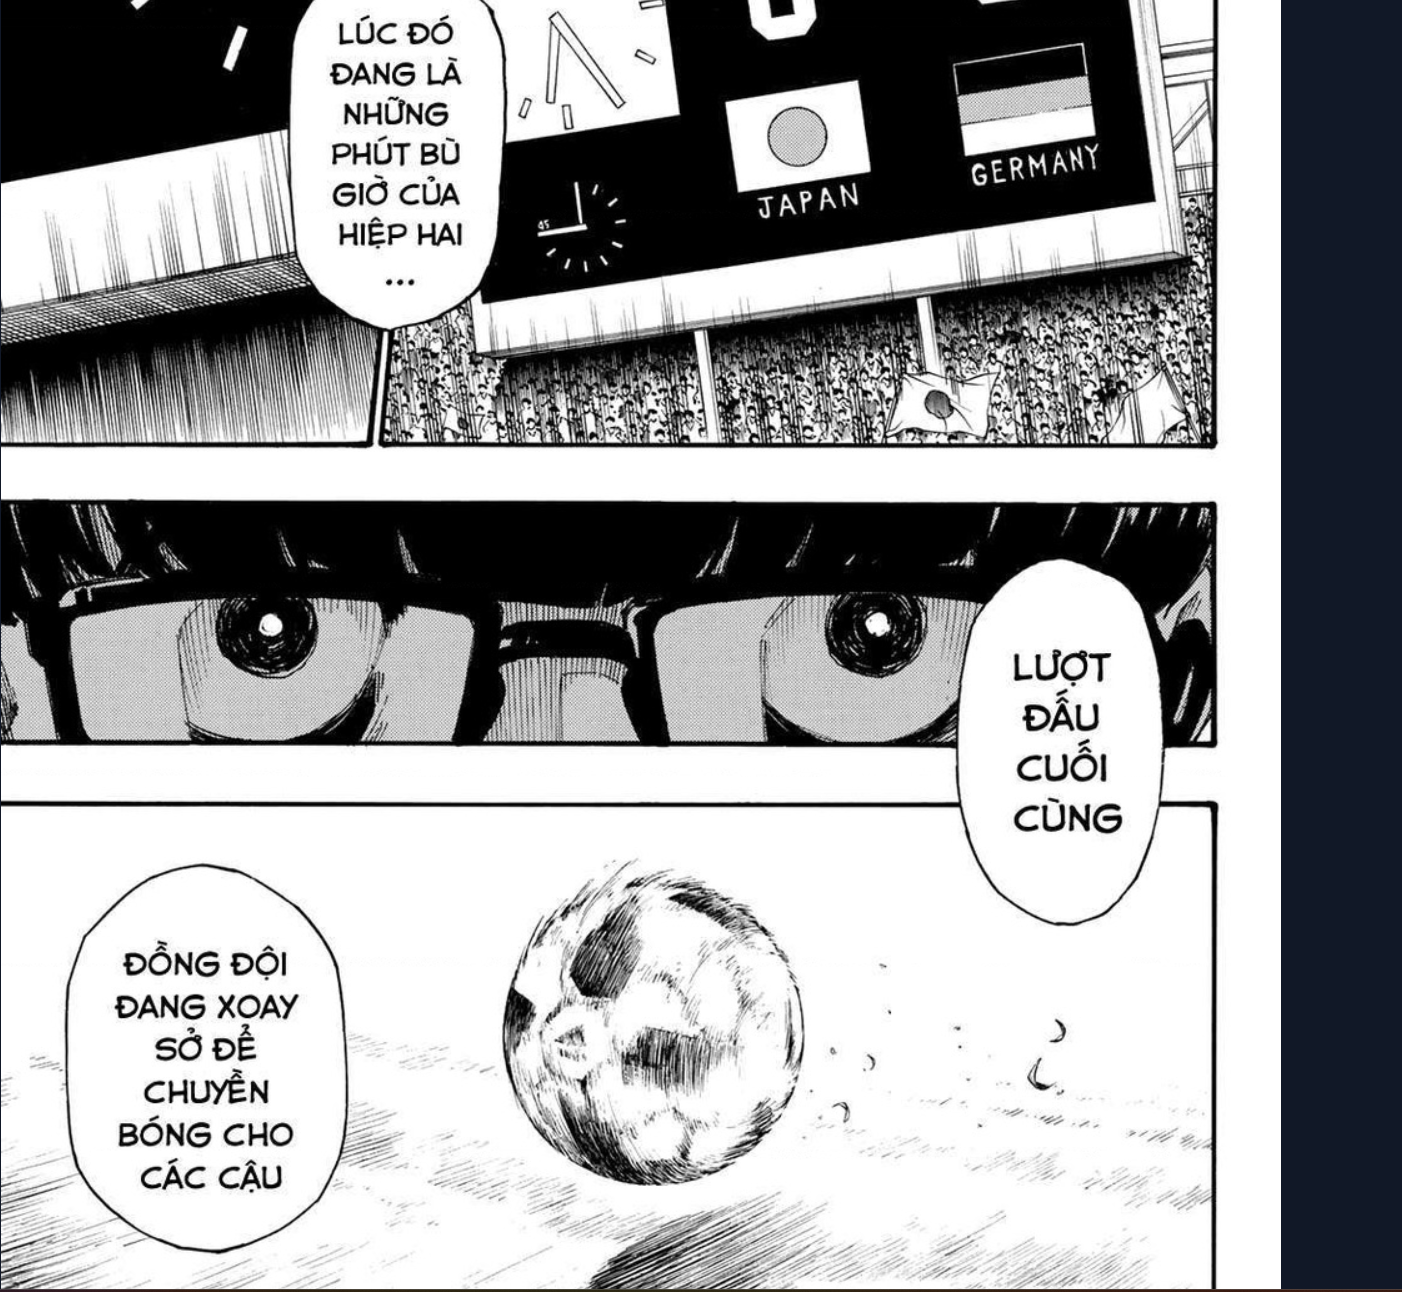 LÚC ĐÓ
ĐANG LÀ
NHỮNG
PHÚT BÙ
GIỜ CỦA
HIỆP HAI
...
JAPAN
GERMANY
45
LƯỢT
ĐẤU
CUỐI
CÙNG
ĐỒNG ĐỘI
ĐANG XOAY
SỞ ĐỂ
CHUYỀN
BÓNG CHO
CÁC CẬU